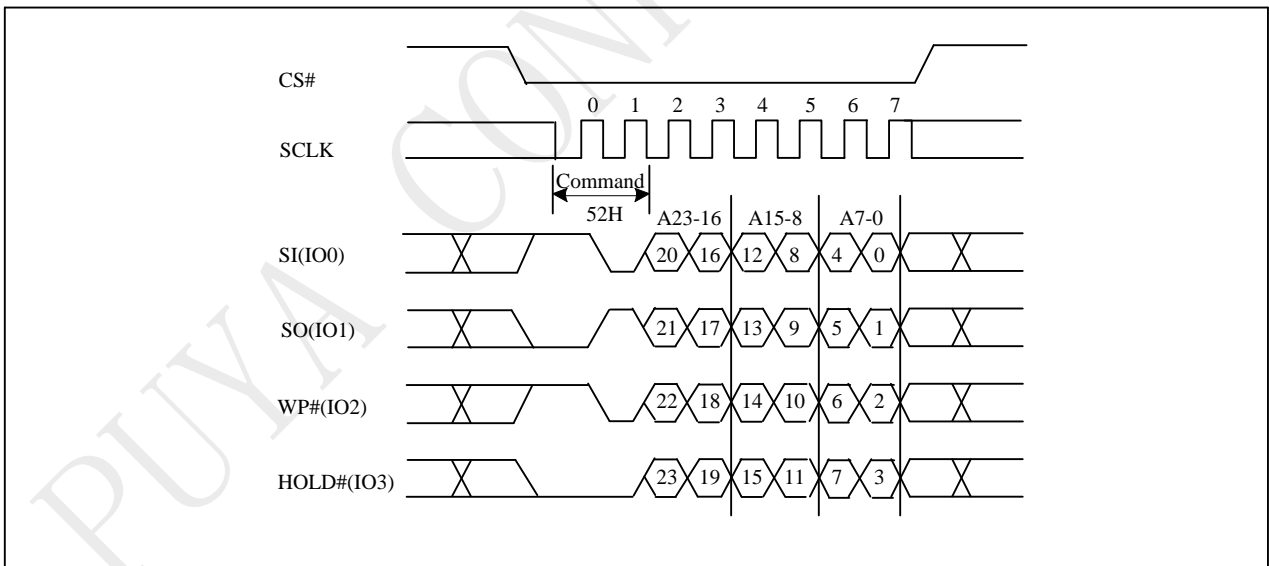 CS#
0 1 2 3 4 5 6 7
SCLK
Command
52H
A23-16 A15-8 A7-0
SI(IO0) 20 16 12 8 4 0
SO(IO1) 21 17 13 9 5 1
WP#(IO2) 22 18 14 10 6 2
HOLD#(IO3) 23 19 15 11 7 3
PUYA